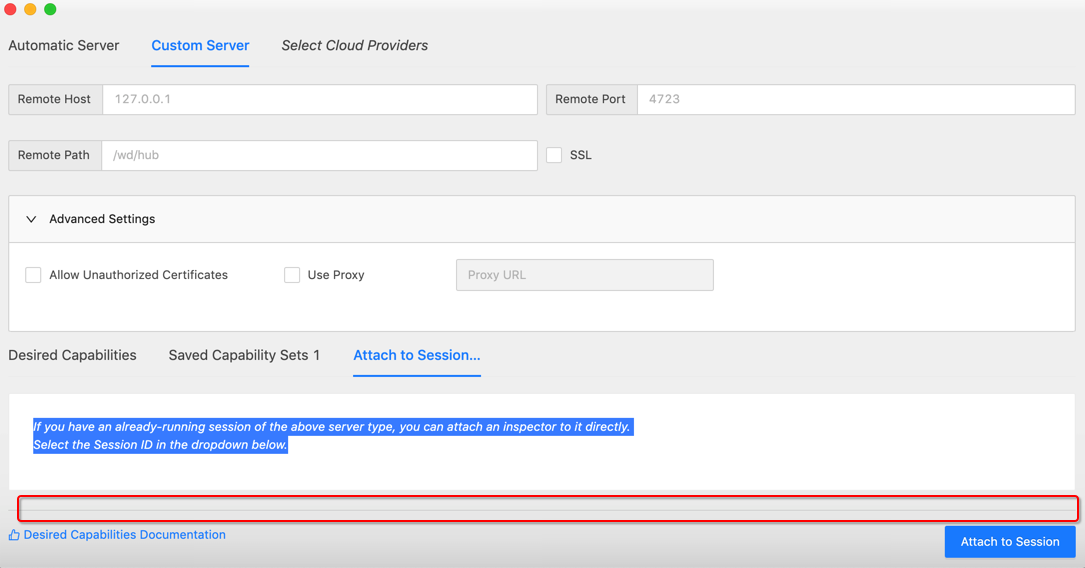 Automatic Server Custom Server Select Cloud Providers
Remote Host 127.0.0.1 Remote Port 4723
Remote Path /wd/hub SSL
Advanced Settings
Allow Unauthorized Certificates Use Proxy Proxy URL
Desired Capabilities Saved Capability Sets 1 Attach to Session...
If you have an already-running session of the above server type, you can attach an inspector to it directly.
Select the Session ID in the dropdown below.
Desired Capabilities Documentation
Attach to Session